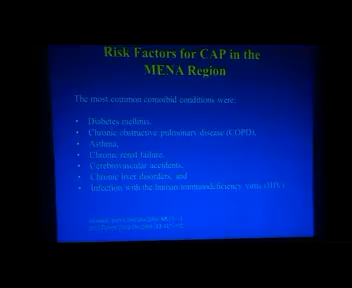 Risk Factors for CAP in the
MENA Region
The most common comorbid conditions were:
• Diabetes mellitus,
• Chronic obstructive pulmonary disease (COPD),
• Asthma,
• Chronic renal failure,
• Cerebrovascular accidents,
• Chronic liver disorders, and
• Infection with the human immunodeficiency virus (HIV)